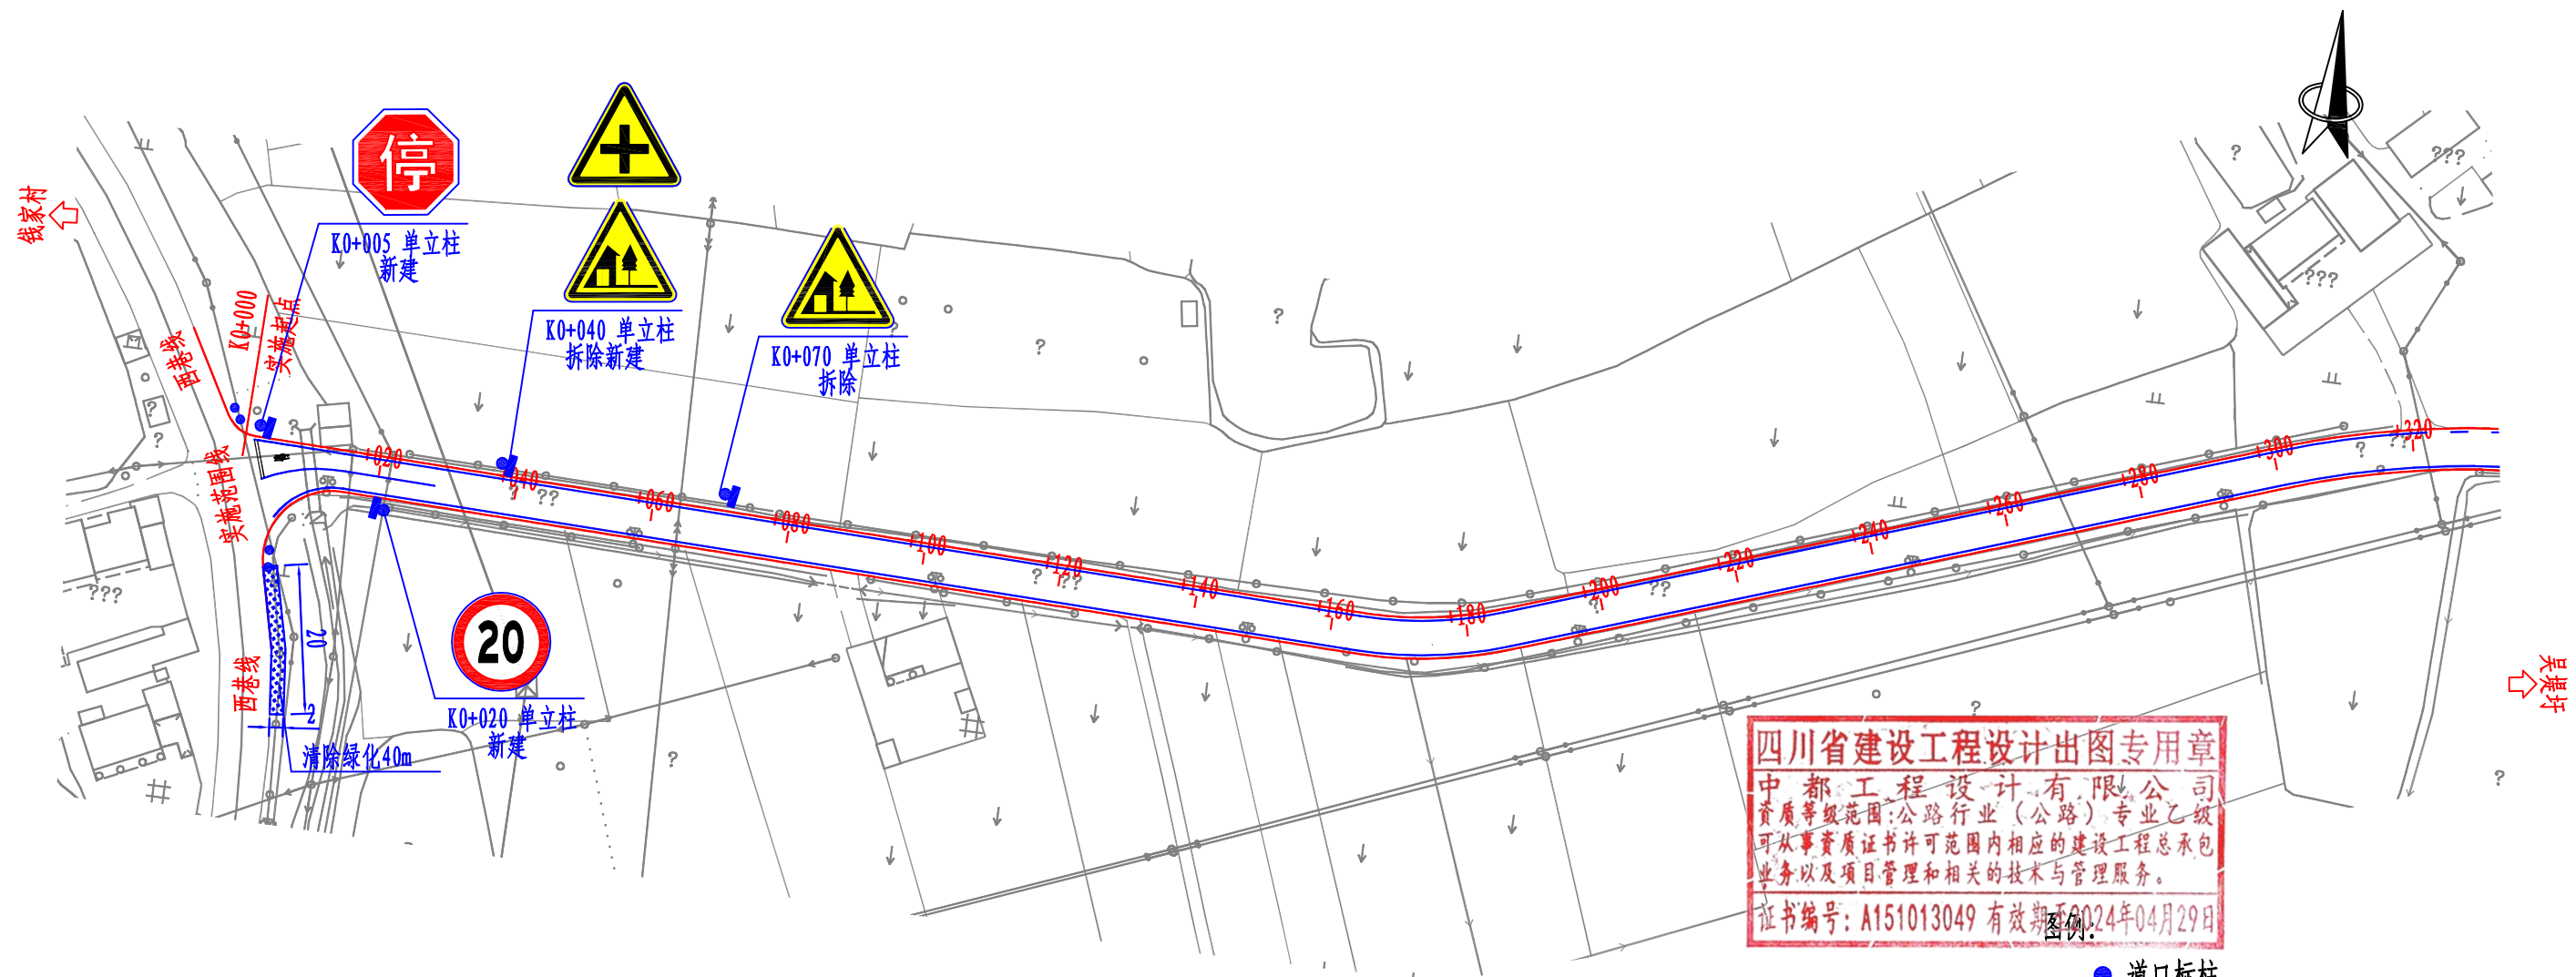 钱家村
停
K0+005 单立柱
新建
K0+040 单立柱
拆除新建
K0+070 单立柱
拆除
西巷线
K0+000
实施起点
实施范围线
+020
+040
+060
+080
+100
+120
+140
+160
+180
+200
+220
+240
+260
+280
+300
+320
20
K0+020 单立柱
新建
西巷线
20
2
清除绿化40m
?
?
?
?
?
?
???
???
???
??
??
??
四川省建设工程设计出图专用章
中都工程设计有限公司
资质等级范围:公路行业（公路）专业乙级
可从事资质证书许可范围内相应的建设工程总承包
业务以及项目管理和相关的技术与管理服务。
证书编号: A151013049 有效期至2024年04月29日
图例:
道口标柱